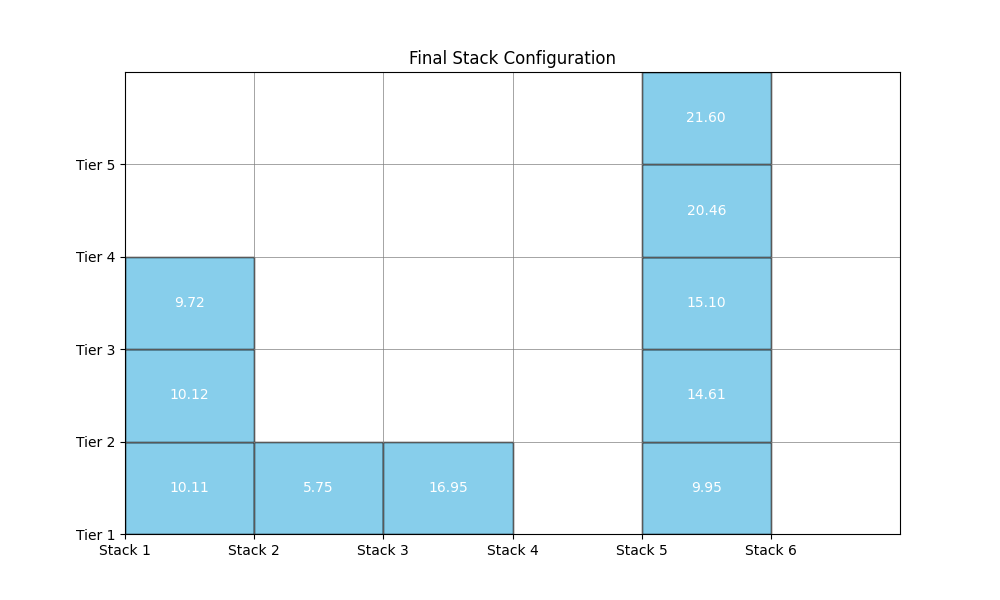 Final Stack Configuration
21.60
Tier 5
20.46
Tier 4
9.72
15.10
Tier 3
10.12
14.61
Tier 2
10.11
5.75
16.95
9.95
Tier 1
Stack 1
Stack 2
Stack 3
Stack 4
Stack 5
Stack 6